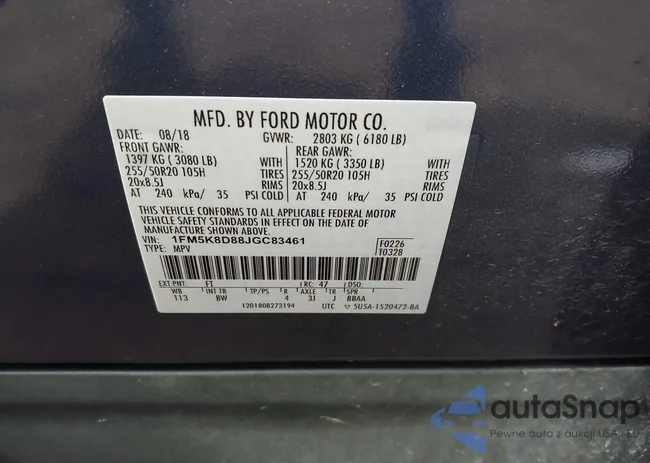 MFD. BY FORD MOTOR CO.
DATE: 08/18 GVWR: 2803 KG ( 6180 LB)
FRONT GAWR: REAR GAWR:
1397 KG ( 3080 LB) WITH 1520 KG ( 3350 LB) WITH
255/50R20 105H TIRES 255/50R20 105H TIRES
20x8.5J RIMS 20x8.5J RIMS
AT 240 kPa/ 35 PSI COLD AT 240 kPa/ 35 PSI COLD
THIS VEHICLE CONFORMS TO ALL APPLICABLE FEDERAL MOTOR
VEHICLE SAFETY STANDARDS IN EFFECT ON THE DATE OF
MANUFACTURE SHOWN ABOVE.
VIN: 1FM5K8D88JGC83461 F0226
TYPE: MPV T0328
EXT PNT: FT RC: 47 DSO:
WB INT TR TP/PS R AXLE TR SPR
113 BW 4 3J J BBAA
1201808273194 UTC ▽ 5U5A-1520472-BA
autaSnap
Pewne auta z aukcji USA i EU